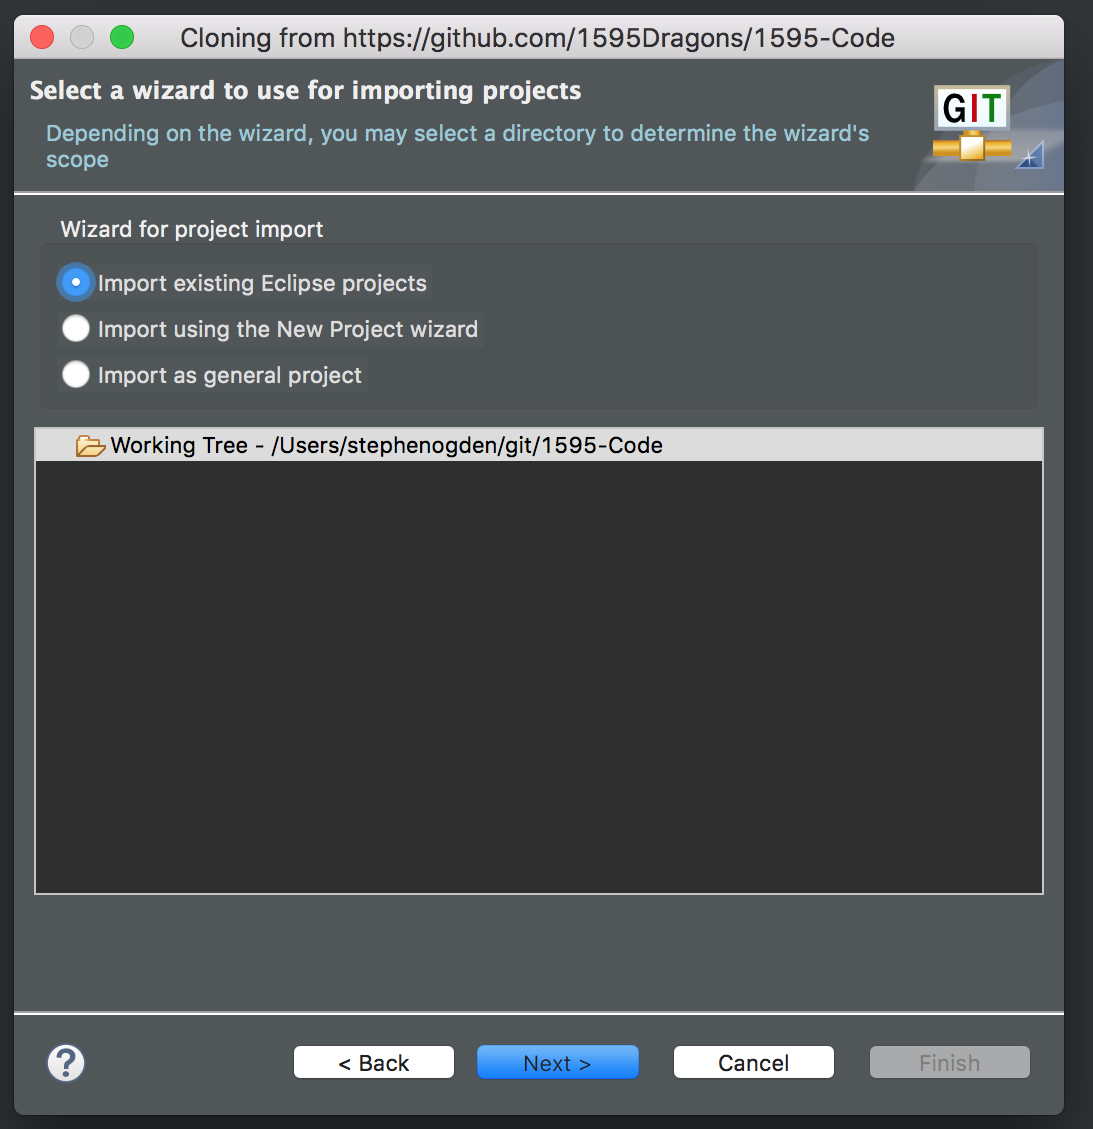 Cloning from https://github.com/1595Dragons/1595-Code
Select a wizard to use for importing projects
Depending on the wizard, you may select a directory to determine the wizard's
scope
GIT
Wizard for project import
Import existing Eclipse projects
Import using the New Project wizard
Import as general project
Working Tree - /Users/stephenogden/git/1595-Code
?
< Back
Next >
Cancel
Finish